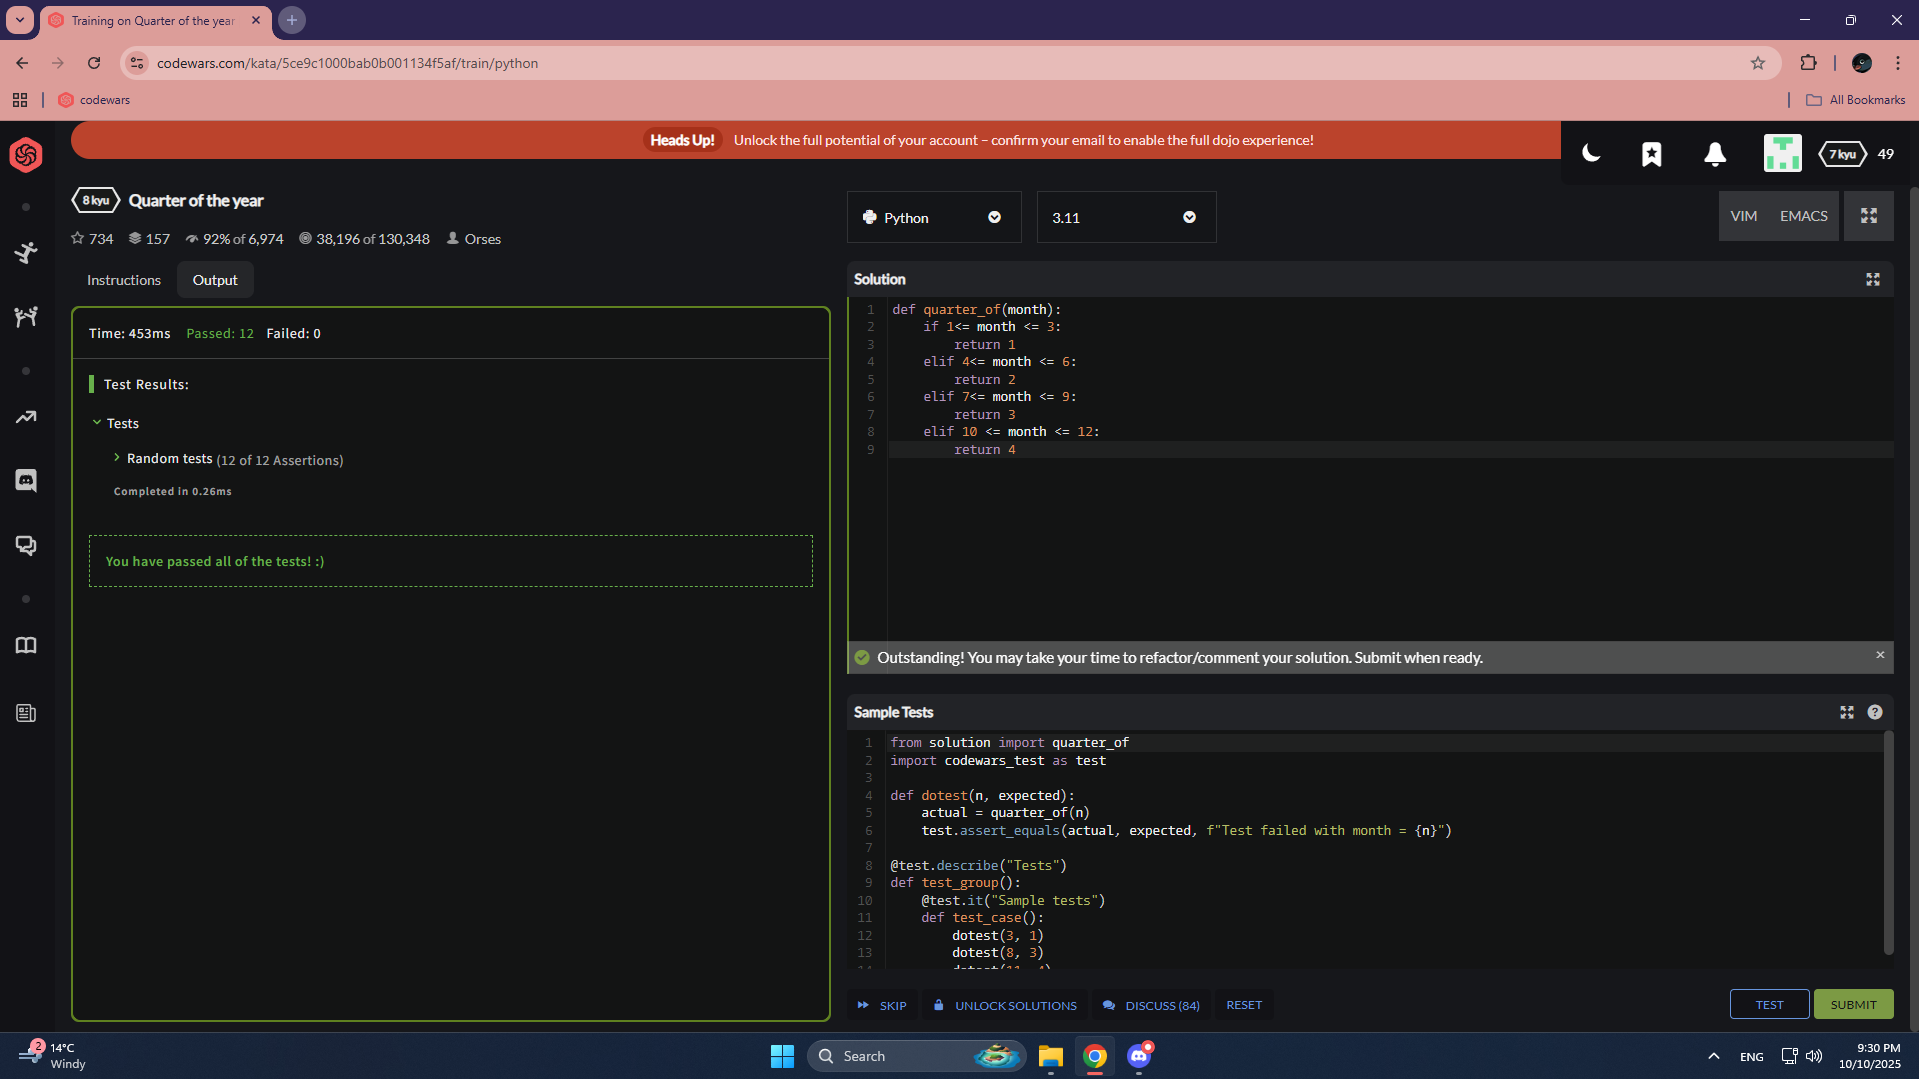 Training on Quarter of the year
codewars.com/kata/5ce9c1000bab0b001134f5af/train/python
codewars
All Bookmarks
Heads Up! Unlock the full potential of your account – confirm your email to enable the full dojo experience!
7 kyu 49
8 kyu Quarter of the year
734 157 92% of 6,974 38,196 of 130,348 Orses
Python
3.11
VIM EMACS
Instructions Output
Time: 453ms Passed: 12 Failed: 0
Test Results:
Tests
Random tests (12 of 12 Assertions)
Completed in 0.26ms
You have passed all of the tests! :)
Solution
1 def quarter_of(month):
2 if 1<= month <= 3:
3 return 1
4 elif 4<= month <= 6:
5 return 2
6 elif 7<= month <= 9:
7 return 3
8 elif 10 <= month <= 12:
9 return 4
Outstanding! You may take your time to refactor/comment your solution. Submit when ready.
Sample Tests
1 from solution import quarter_of
2 import codewars_test as test
3
4 def dotest(n, expected):
5 actual = quarter_of(n)
6 test.assert_equals(actual, expected, f"Test failed with month = {n}")
7
8 @test.describe("Tests")
9 def test_group():
10 @test.it("Sample tests")
11 def test_case():
12 dotest(3, 1)
13 dotest(8, 3)
14 dotest(11, 4)
SKIP UNLOCK SOLUTIONS DISCUSS (84) RESET TEST SUBMIT
2
14°C
Windy
Search
ENG
9:30 PM
10/10/2025